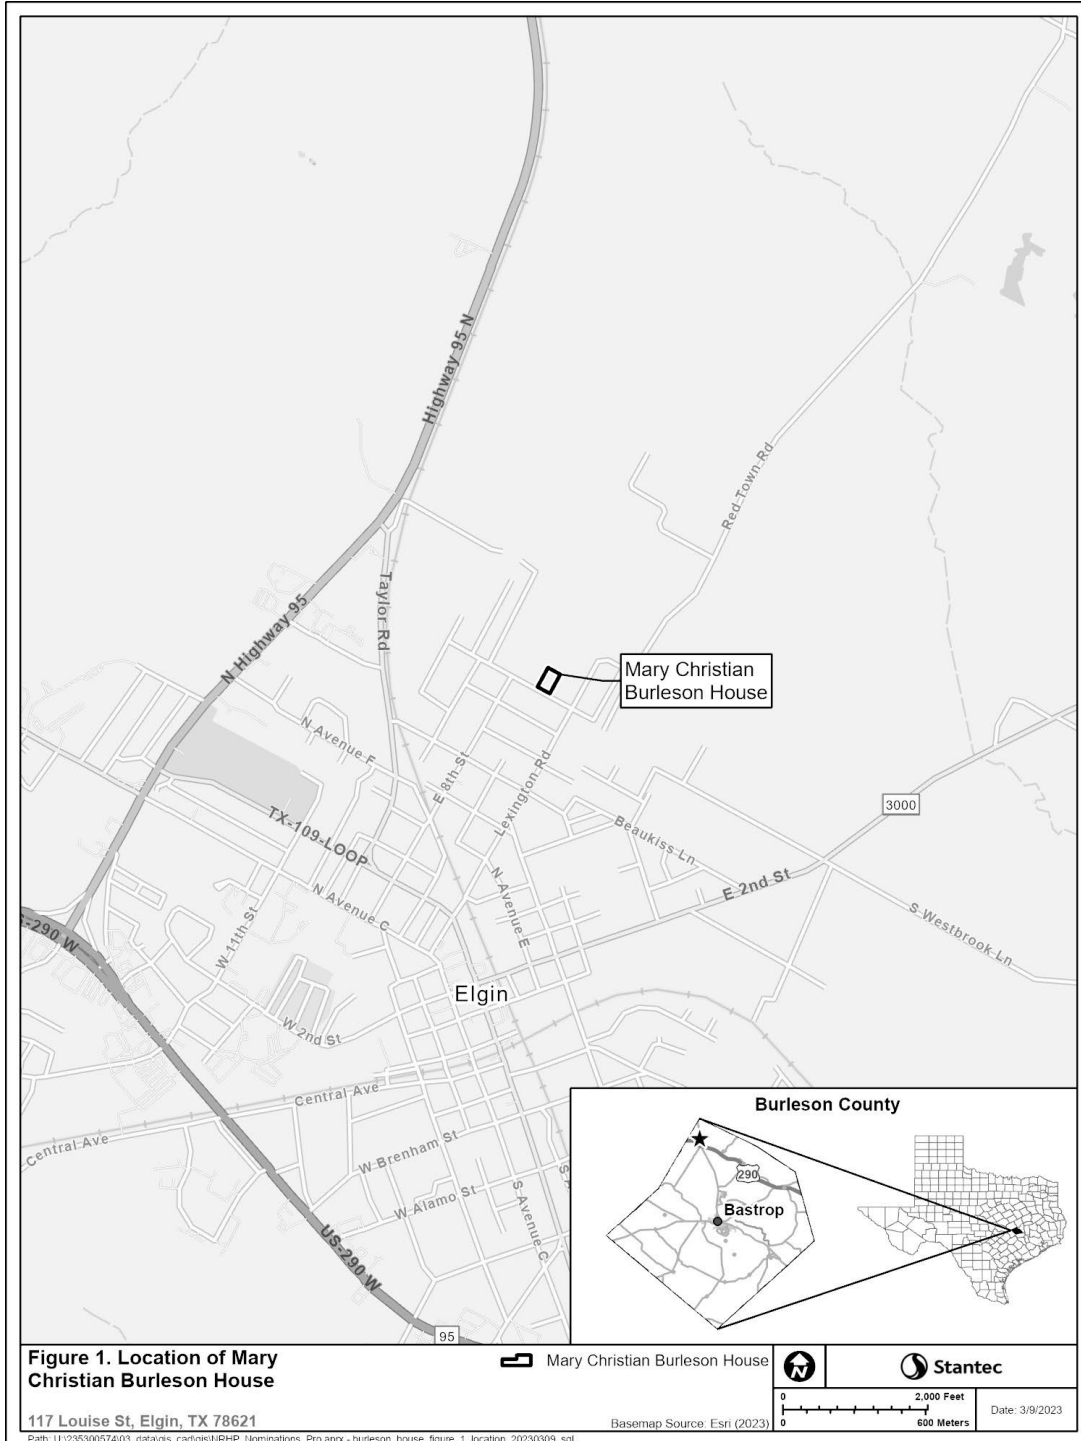 Highway 95 N
Red Town Rd
Taylor Rd
N Highway 95
Mary Christian
Burleson House
N Avenue F
E 8th St
Lexington Rd
3000
TX-109-LOOP
Beaukiss Ln
E 2nd St
N Avenue C
N Avenue E
S Westbrook Ln
W 11th St
S-290 W
Elgin
W 2nd St
Central Ave
Central Ave
W Brenham St
W Alamo St
S Avenue C
S A
US-290 W
95
Burleson County
290
Bastrop
Figure 1. Location of Mary
Christian Burleson House
117 Louise St, Elgin, TX 78621
Mary Christian Burleson House
Basemap Source: Esri (2023)
N
Stantec
0 2,000 Feet
0 600 Meters
Date: 3/9/2023